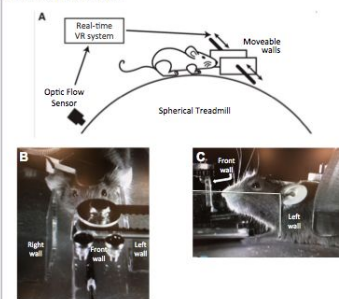 A
Real-time
VR system
Moveable
walls
Optic Flow
Sensor
Spherical Treadmill
B
Right
wall
Front
wall
Left
wall
C
Front
wall
Left
wall